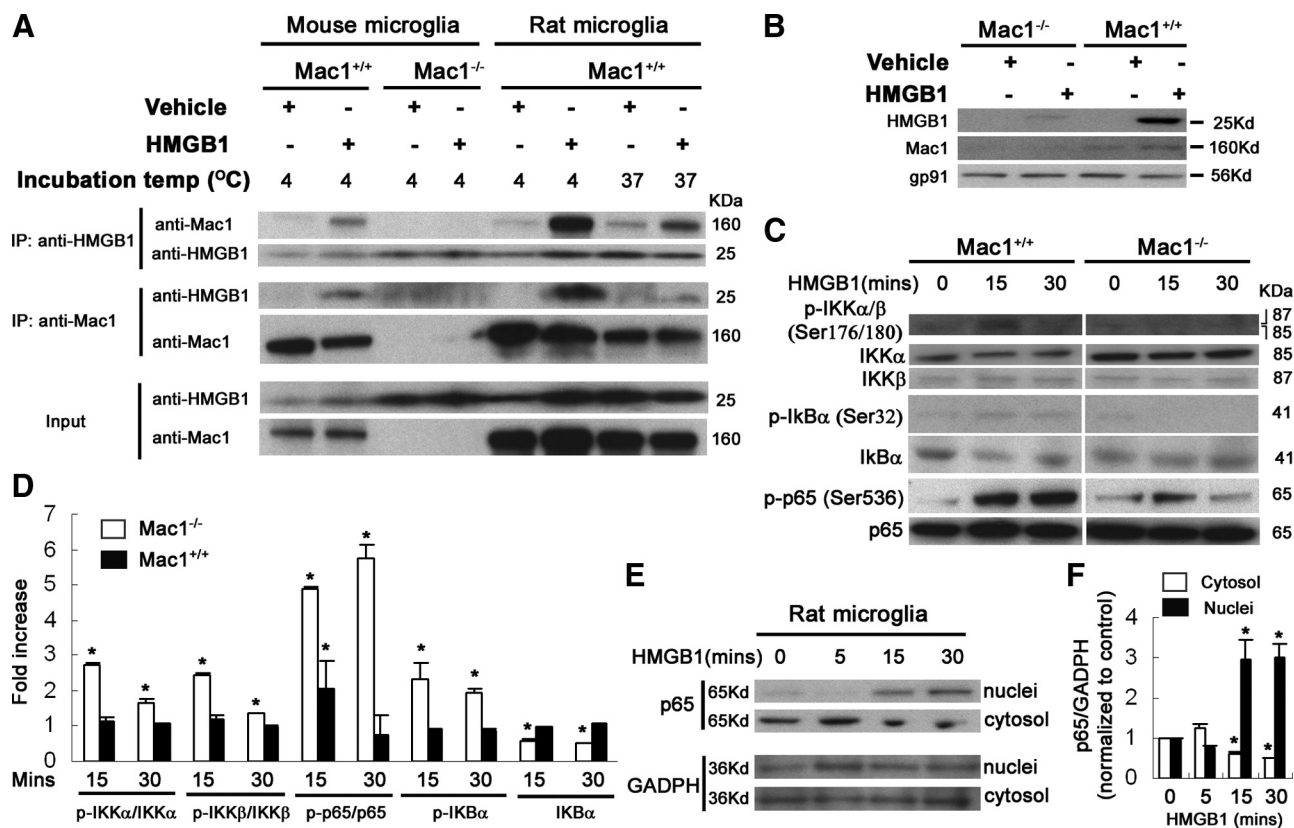 A
Mouse microglia Rat microglia
Mac1+/+ Mac1-/- Mac1+/+
Vehicle + - + - + - + -
HMGB1 - + - + - + - +
Incubation temp (OC) 4 4 4 4 4 4 37 37
KDa
IP: anti-HMGB1
anti-Mac1 160
anti-HMGB1 25
IP: anti-Mac1
anti-HMGB1 25
anti-Mac1 160
Input
anti-HMGB1 25
anti-Mac1 160
B
Mac1-/- Mac1+/+
Vehicle + - + -
HMGB1 - + - +
HMGB1 25Kd
Mac1 160Kd
gp91 56Kd
C
Mac1+/+ Mac1-/-
HMGB1(mins) 0 15 30 0 15 30
KDa
p-IKKα/β (Ser176/180) 87 85
IKKα 85
IKKβ 87
p-IkBα (Ser32) 41
IkBα 41
p-p65 (Ser536) 65
p65 65
D
Mac1-/-
Mac1+/+
Fold increase
7
6
5
4
3
2
1
0
* * * * * * * * * * *
Mins 15 30 15 30 15 30 15 30 15 30
p-IKKα/IKKα p-IKKβ/IKKβ p-p65/p65 p-IKBα IKBα
E
Rat microglia
HMGB1(mins) 0 5 15 30
p65
65Kd nuclei
65Kd cytosol
GADPH
36Kd nuclei
36Kd cytosol
F
Cytosol
Nuclei
p65/GADPH
(normalized to control)
4
3
2
1
0
* * * *
0 5 15 30
HMGB1 (mins)